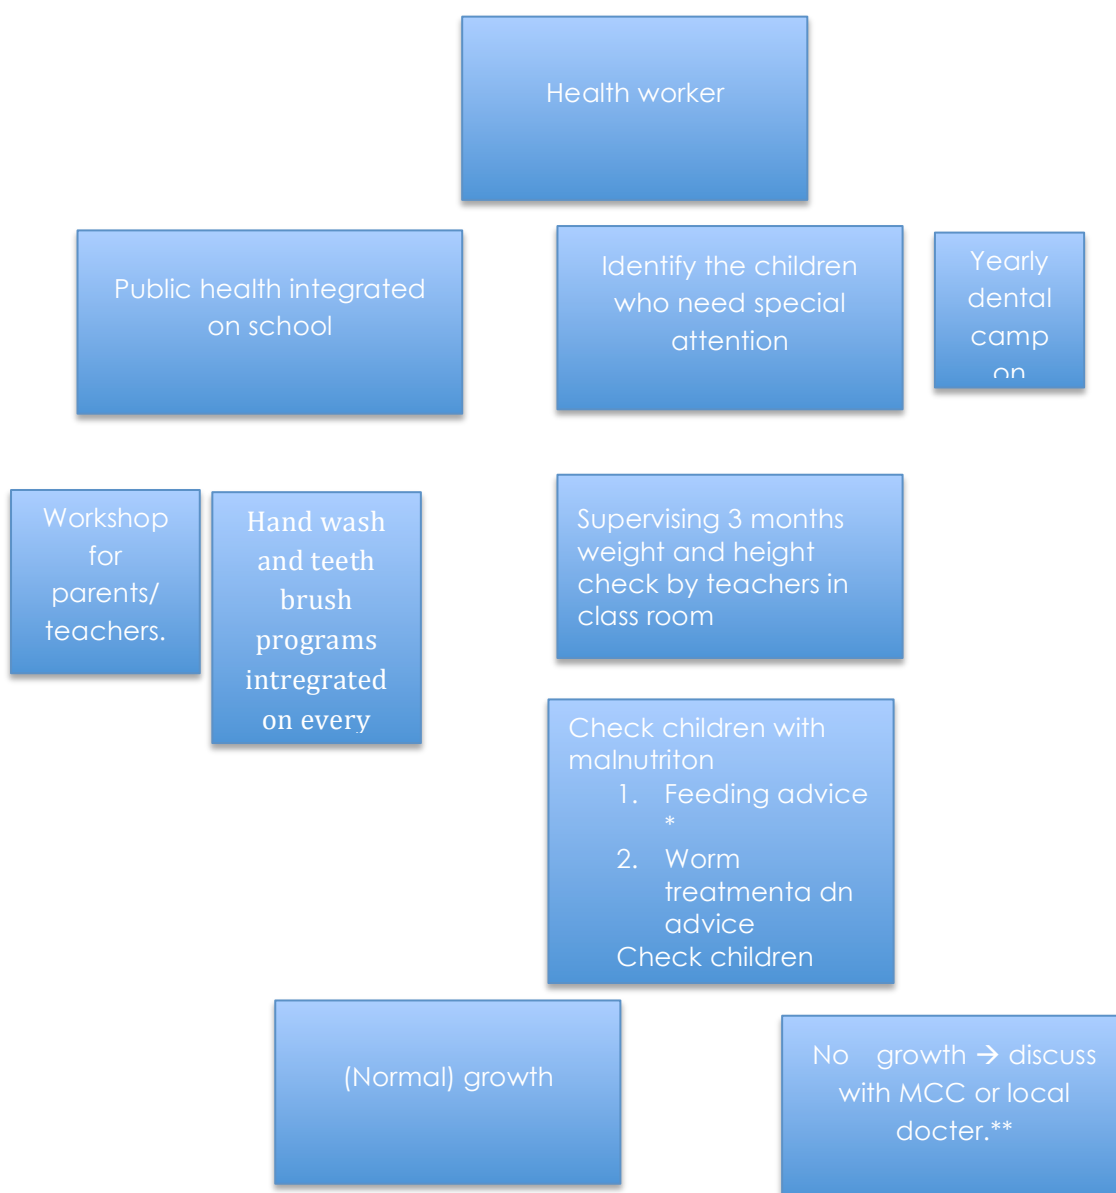 Health worker
Public health integrated
on school
Identify the children
who need special
attention
Yearly
dental
camp
on
Workshop
for
parents/
teachers.
Hand wash
and teeth
brush
programs
intregrated
on every
Supervising 3 months
weight and height
check by teachers in
class room
Check children with
malnutriton
1. Feeding advice
*
2. Worm
treatmenta dn
advice
Check children
(Normal) growth
No growth → discuss
with MCC or local
docter.**